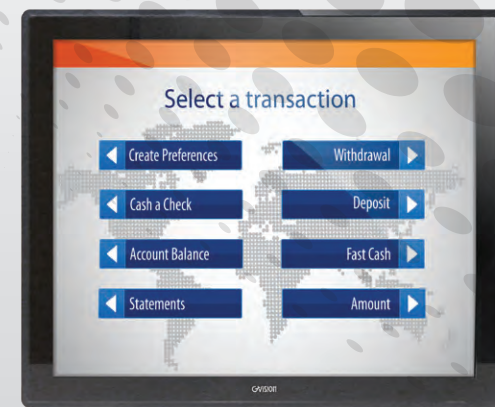 Select a transaction
Create Preferences
Withdrawal
Cash a Check
Deposit
Account Balance
Fast Cash
Statements
Amount
GVISION